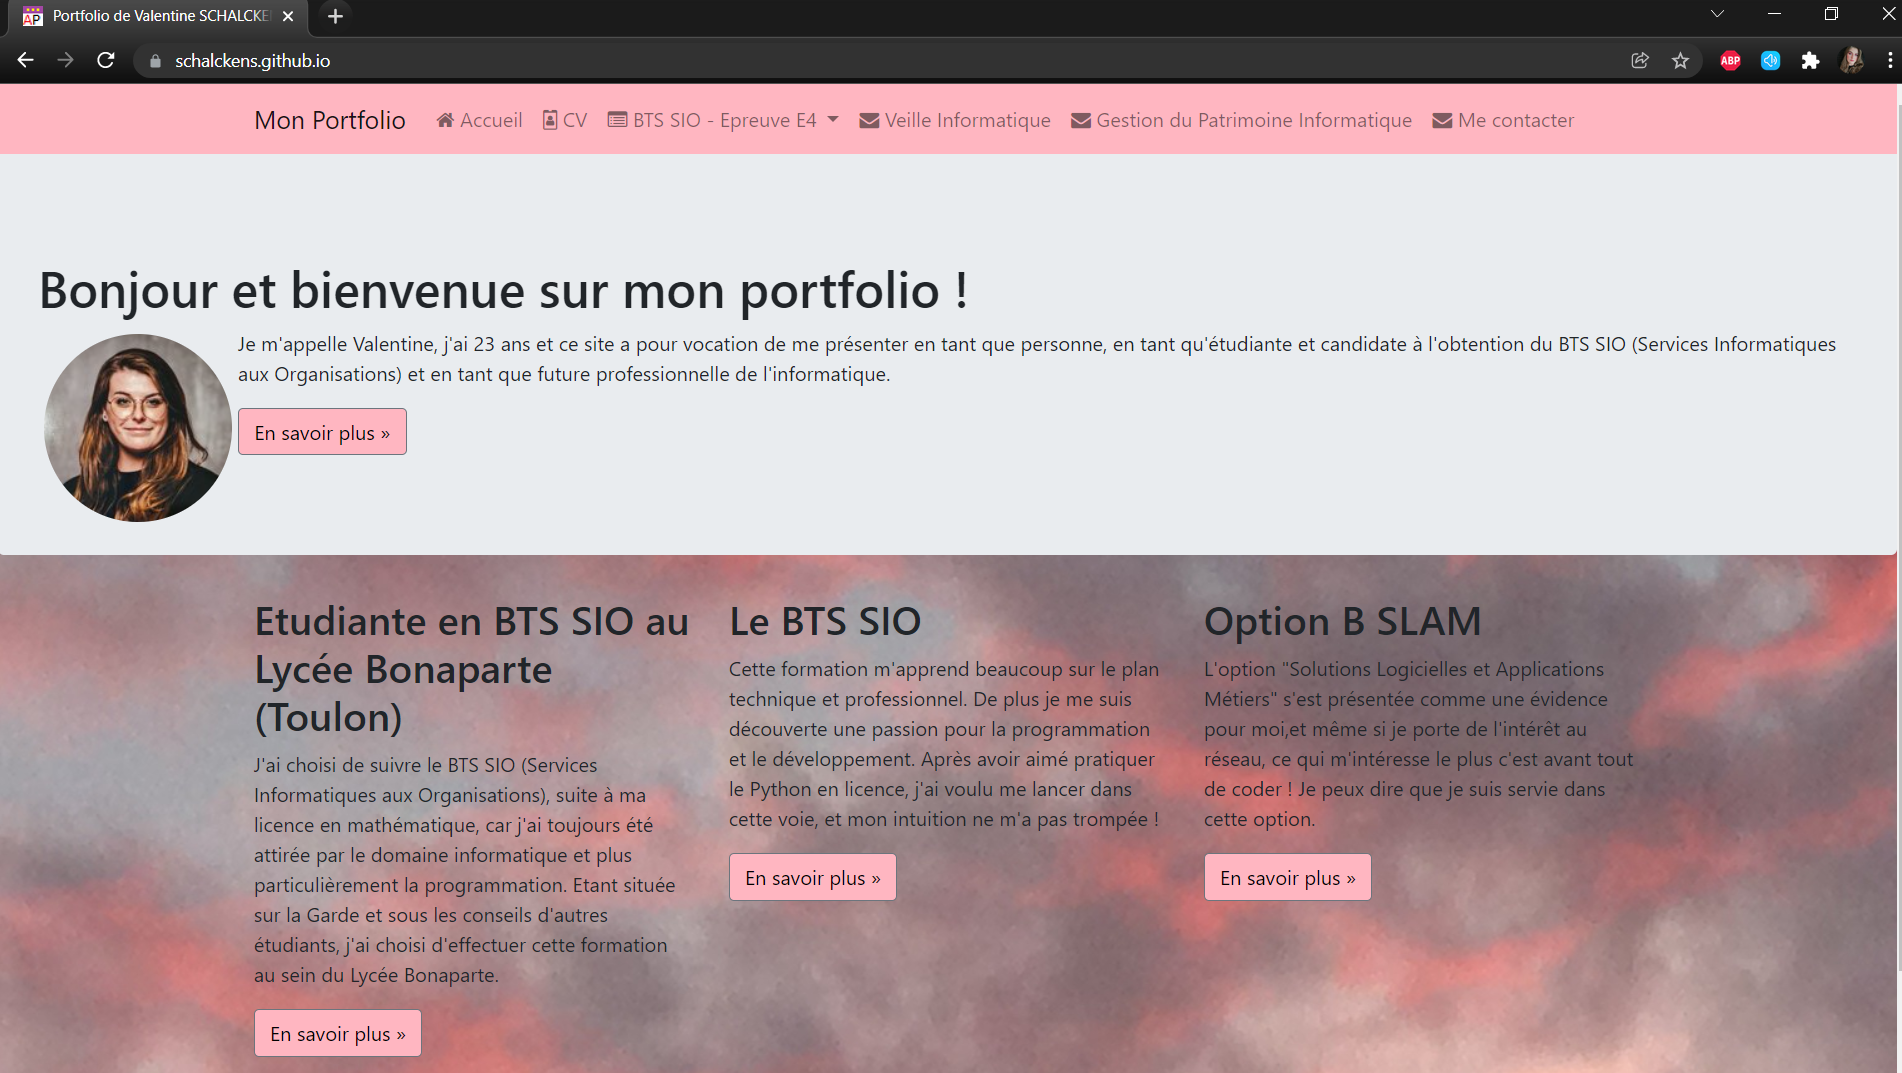 Portfolio de Valentine SCHALCKE
schalckens.github.io
ABP
Mon Portfolio Accueil CV BTS SIO - Epreuve E4 Veille Informatique Gestion du Patrimoine Informatique Me contacter
Bonjour et bienvenue sur mon portfolio !
Je m'appelle Valentine, j'ai 23 ans et ce site a pour vocation de me présenter en tant que personne, en tant qu'étudiante et candidate à l'obtention du BTS SIO (Services Informatiques
aux Organisations) et en tant que future professionnelle de l'informatique.
En savoir plus »
Etudiante en BTS SIO au
Lycée Bonaparte
(Toulon)
J'ai choisi de suivre le BTS SIO (Services
Informatiques aux Organisations), suite à ma
licence en mathématique, car j'ai toujours été
attirée par le domaine informatique et plus
particulièrement la programmation. Etant située
sur la Garde et sous les conseils d'autres
étudiants, j'ai choisi d'effectuer cette formation
au sein du Lycée Bonaparte.
En savoir plus »
Le BTS SIO
Cette formation m'apprend beaucoup sur le plan
technique et professionnel. De plus je me suis
découverte une passion pour la programmation
et le développement. Après avoir aimé pratiquer
le Python en licence, j'ai voulu me lancer dans
cette voie, et mon intuition ne m'a pas trompée !
En savoir plus »
Option B SLAM
L'option "Solutions Logicielles et Applications
Métiers" s'est présentée comme une évidence
pour moi,et même si je porte de l'intérêt au
réseau, ce qui m'intéresse le plus c'est avant tout
de coder ! Je peux dire que je suis servie dans
cette option.
En savoir plus »